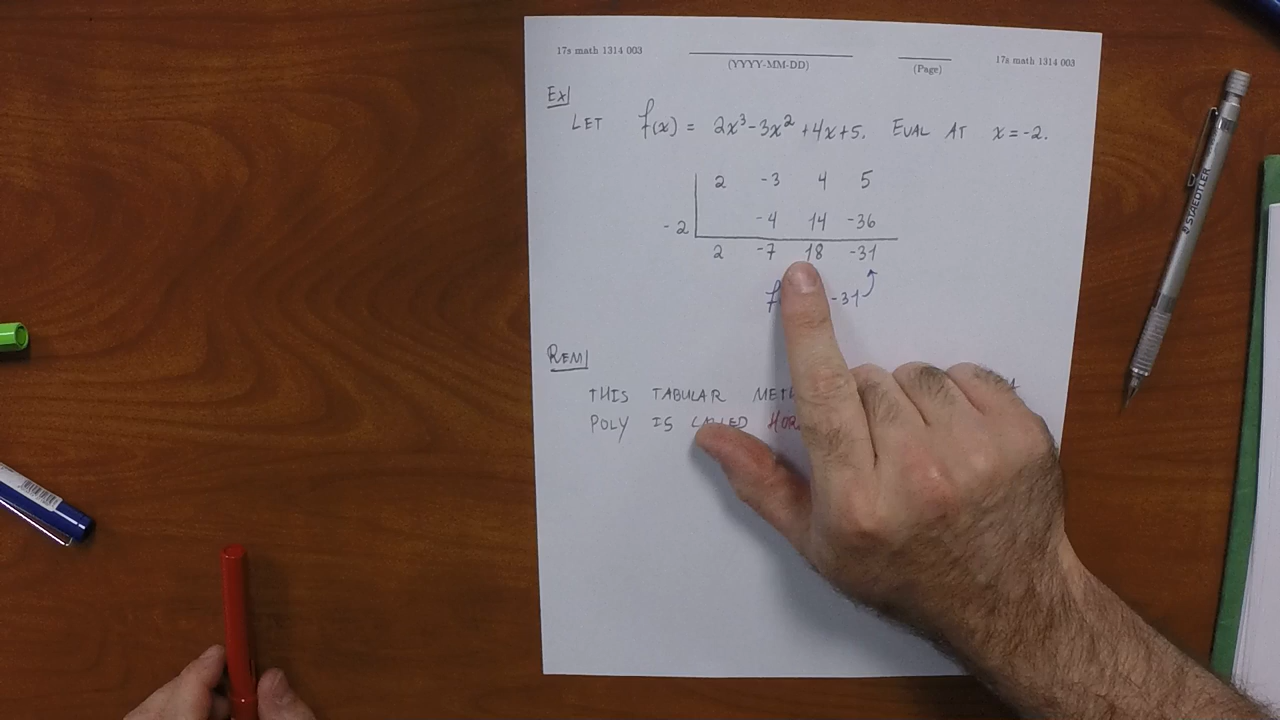 17s math 1314 003
(YYYY-MM-DD)
(Page)
17s math 1314 003
EX
LET f(x) = 2x³-3x²+4x+5. EVAL AT x=-2.
2 -3 4 5
-2 -4 14 -36
2 -7 18 -31
-31
REM
THIS TABULAR
POLY IS CALLED
STAEDTLER